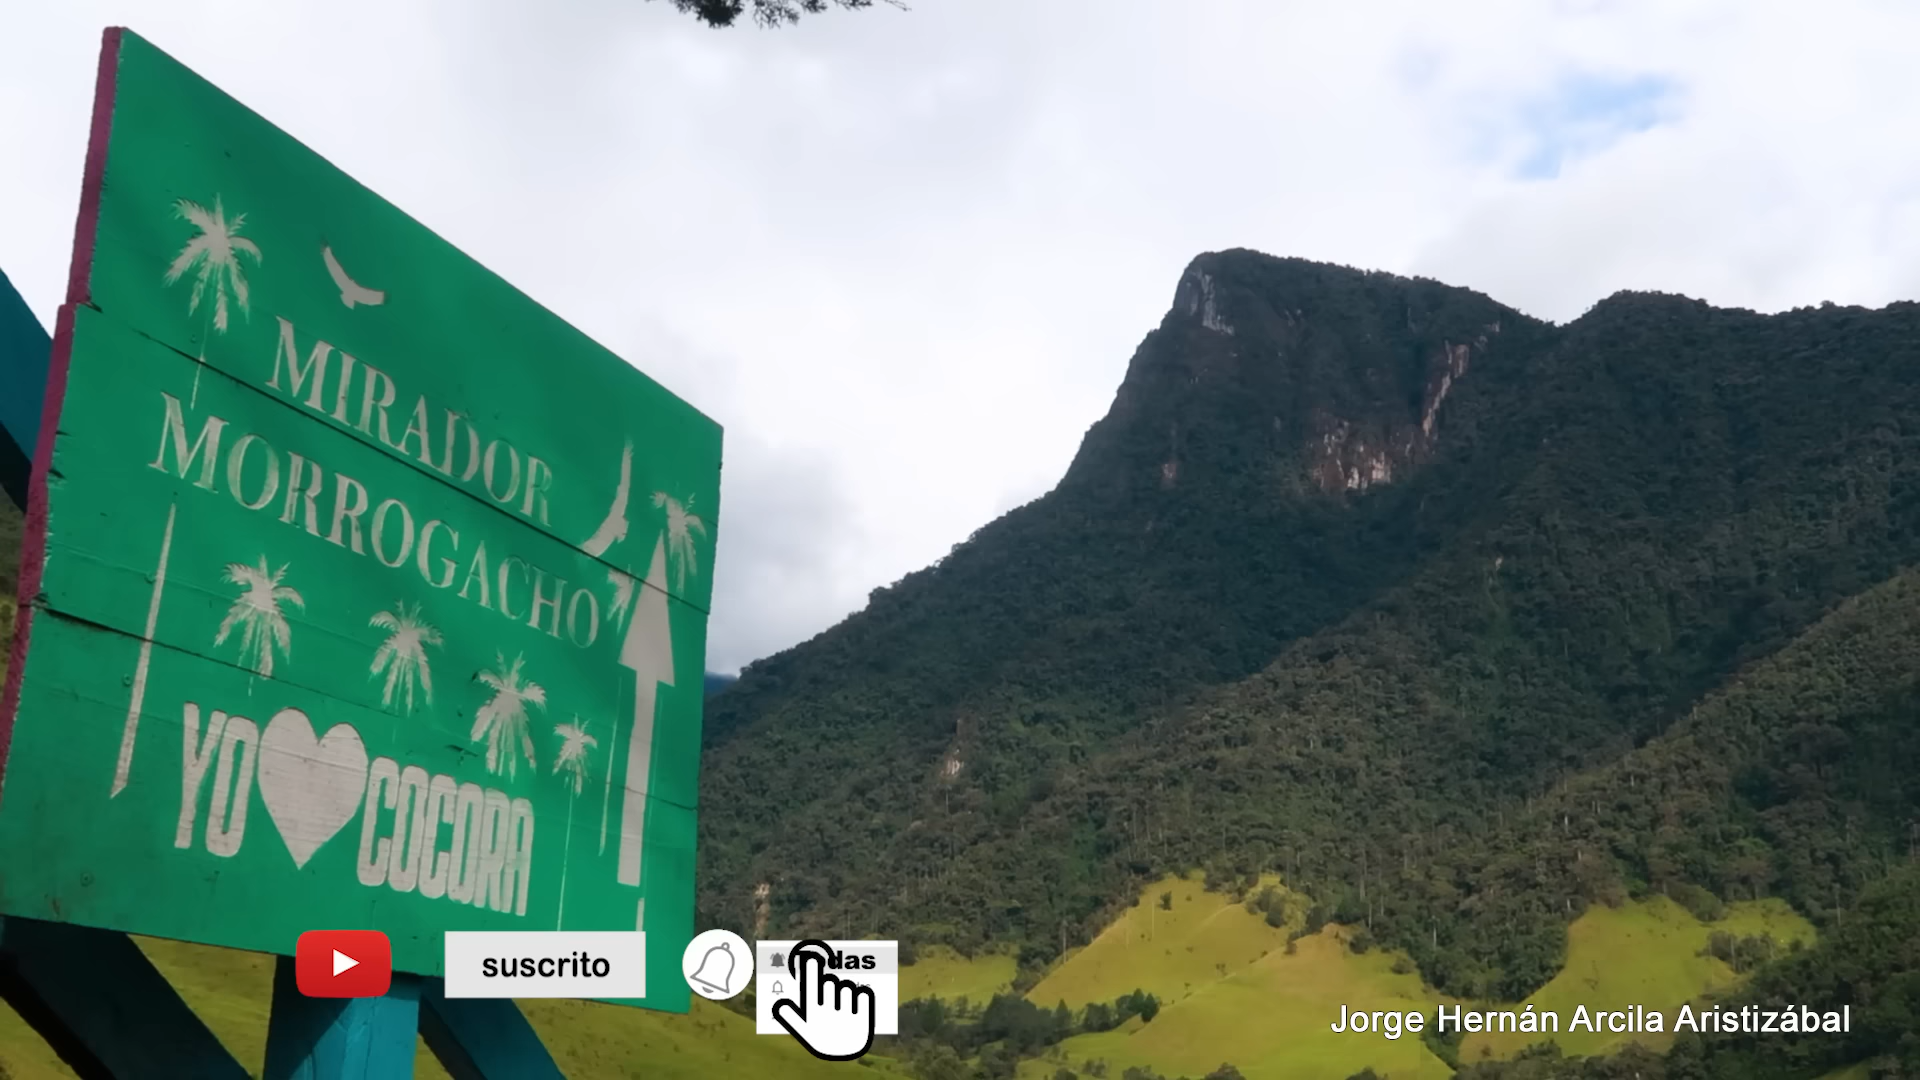 MIRADOR
MORROGACHO
YO COCORA
suscrito
Jorge Hernán Arcila Aristizábal